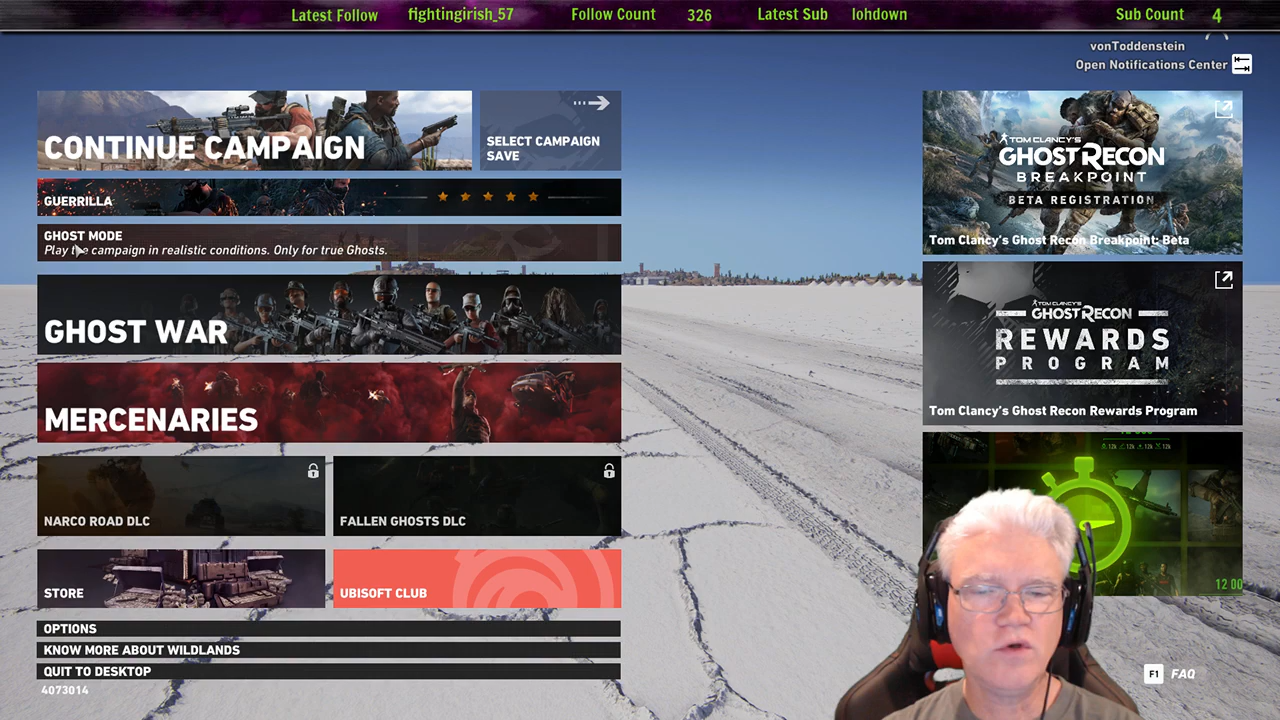 Latest Follow fightingirish_57 Follow Count 326 Latest Sub lohdown Sub Count 4
vonToddenstein
Open Notifications Center
CONTINUE CAMPAIGN
SELECT CAMPAIGN
SAVE
GUERRILLA
GHOST MODE
Play the campaign in realistic conditions. Only for true Ghosts.
GHOST WAR
MERCENARIES
NARCO ROAD DLC
FALLEN GHOSTS DLC
STORE
UBISOFT CLUB
OPTIONS
KNOW MORE ABOUT WILDLANDS
QUIT TO DESKTOP
4073014
TOM CLANCY'S
GHOST RECON
BREAKPOINT
BETA REGISTRATION
Tom Clancy's Ghost Recon Breakpoint: Beta
TOM CLANCY'S
GHOST RECON
REWARDS
PROGRAM
Tom Clancy's Ghost Recon Rewards Program
12 00
F1 FAQ